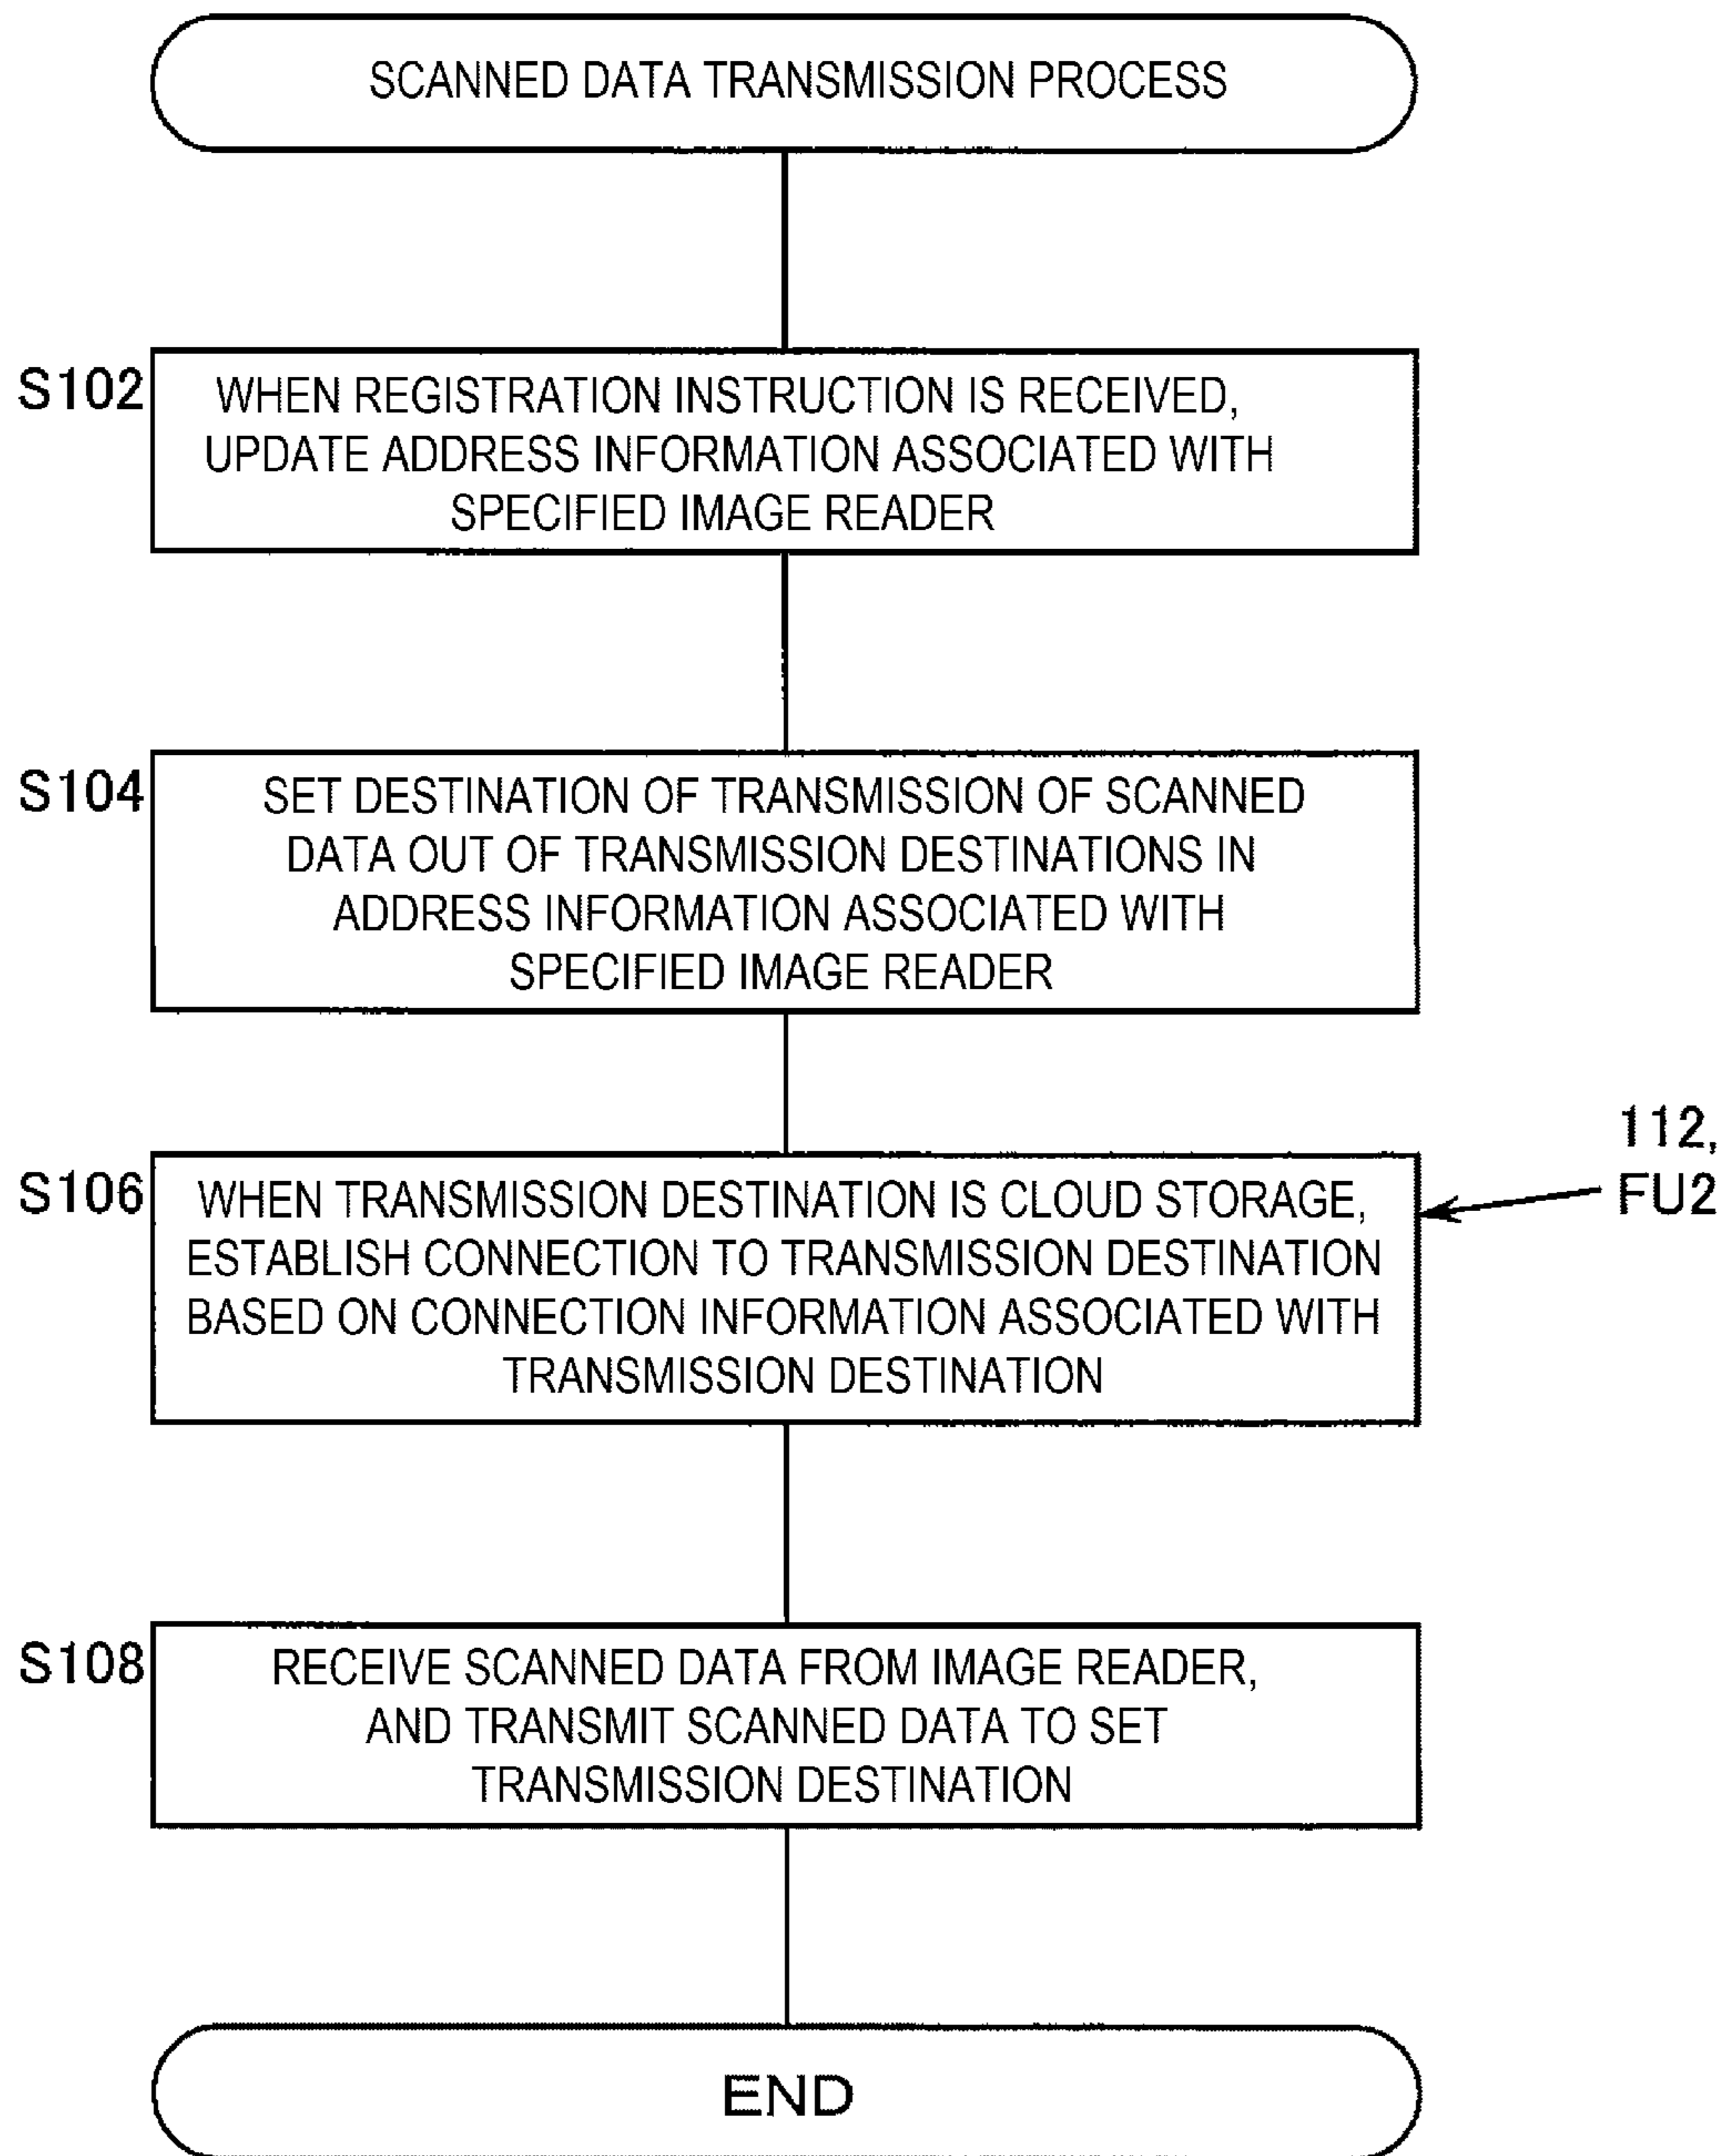 SCANNED DATA TRANSMISSION PROCESS
S102
WHEN REGISTRATION INSTRUCTION IS RECEIVED,
UPDATE ADDRESS INFORMATION ASSOCIATED WITH
SPECIFIED IMAGE READER
S104
SET DESTINATION OF TRANSMISSION OF SCANNED
DATA OUT OF TRANSMISSION DESTINATIONS IN
ADDRESS INFORMATION ASSOCIATED WITH
SPECIFIED IMAGE READER
S106
WHEN TRANSMISSION DESTINATION IS CLOUD STORAGE,
ESTABLISH CONNECTION TO TRANSMISSION DESTINATION
BASED ON CONNECTION INFORMATION ASSOCIATED WITH
TRANSMISSION DESTINATION
112,
FU2
S108
RECEIVE SCANNED DATA FROM IMAGE READER,
AND TRANSMIT SCANNED DATA TO SET
TRANSMISSION DESTINATION
END